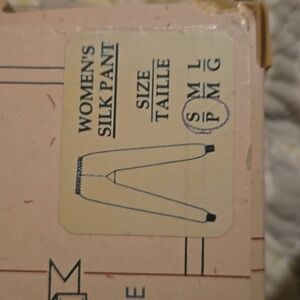 WOMEN'S
SILK PANT
SIZE
TAILLE
S M L
P M G
E